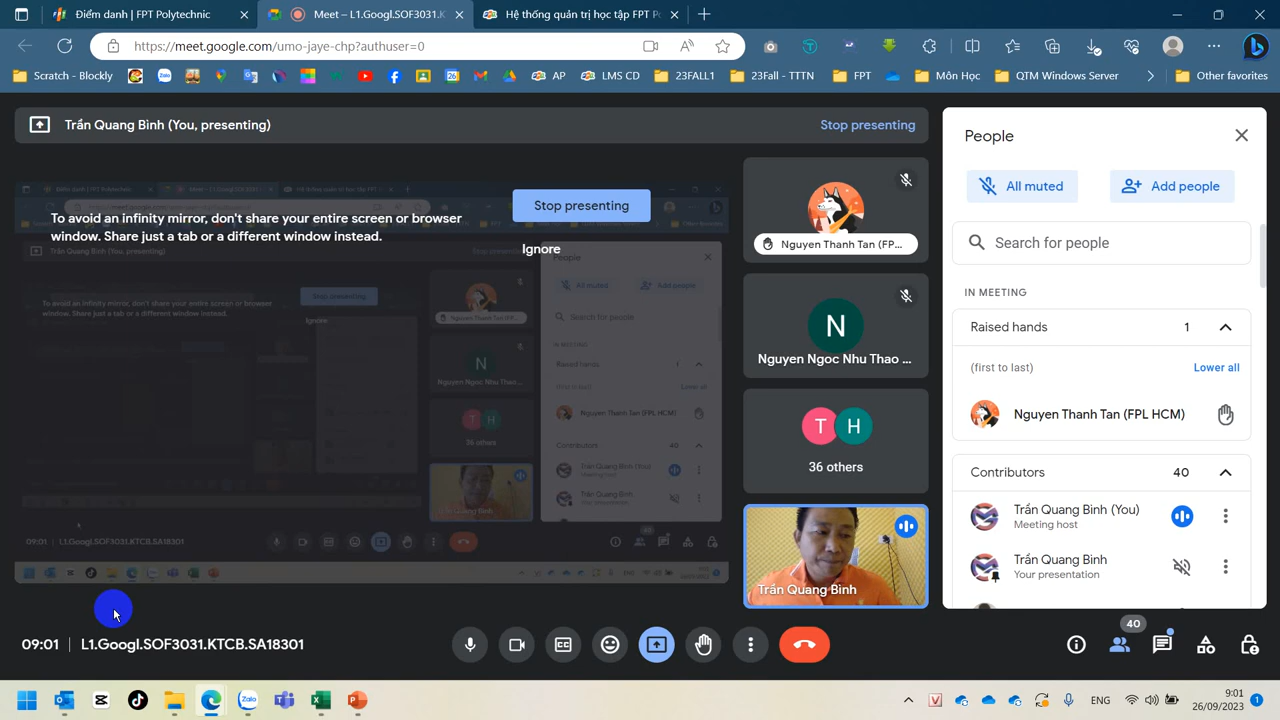 Điểm danh | FPT Polytechnic
Meet – L1.Googl.SOF3031.K
Hệ thống quản trị học tập FPT P
https://meet.google.com/umo-jaye-chp?authuser=0
Scratch - Blockly
AP
LMS CD
23FALL1
23Fall - TTTN
FPT
Môn Học
QTM Windows Server
Other favorites
Trần Quang Bình (You, presenting)
Stop presenting
To avoid an infinity mirror, don't share your entire screen or browser
window. Share just a tab or a different window instead.
Stop presenting
Ignore
Nguyen Thanh Tan (FP...
N
Nguyen Ngoc Nhu Thao ...
T H
36 others
Trần Quang Bình
People
All muted
Add people
Search for people
IN MEETING
Raised hands 1
(first to last) Lower all
Nguyen Thanh Tan (FPL HCM)
Contributors 40
Trần Quang Bình (You)
Meeting host
Trần Quang Bình
Your presentation
09:01 | L1.Googl.SOF3031.KTCB.SA18301
40
ENG
9:01
26/09/2023